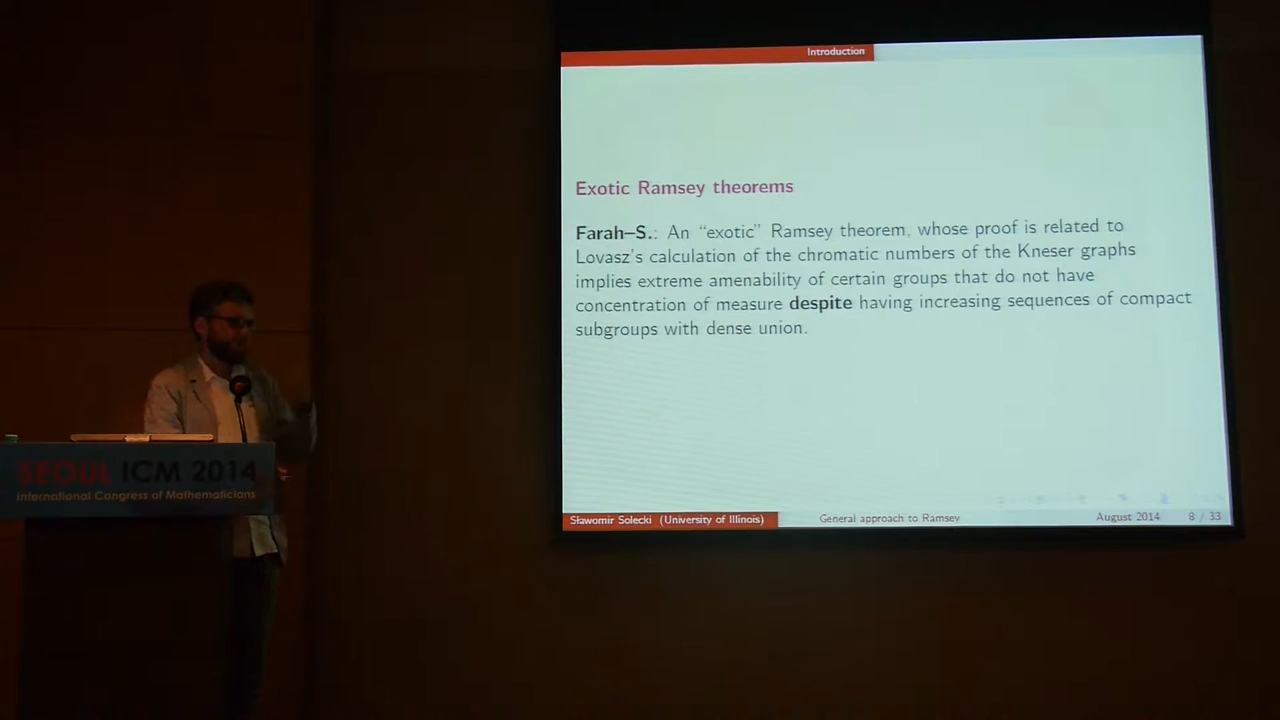 Introduction
Exotic Ramsey theorems
Farah–S.: An “exotic” Ramsey theorem, whose proof is related to
Lovasz's calculation of the chromatic numbers of the Kneser graphs
implies extreme amenability of certain groups that do not have
concentration of measure despite having increasing sequences of compact
subgroups with dense union.
Sławomir Solecki (University of Illinois)
General approach to Ramsey
August 2014
8 / 33
SEOUL ICM 2014
International Congress of Mathematicians